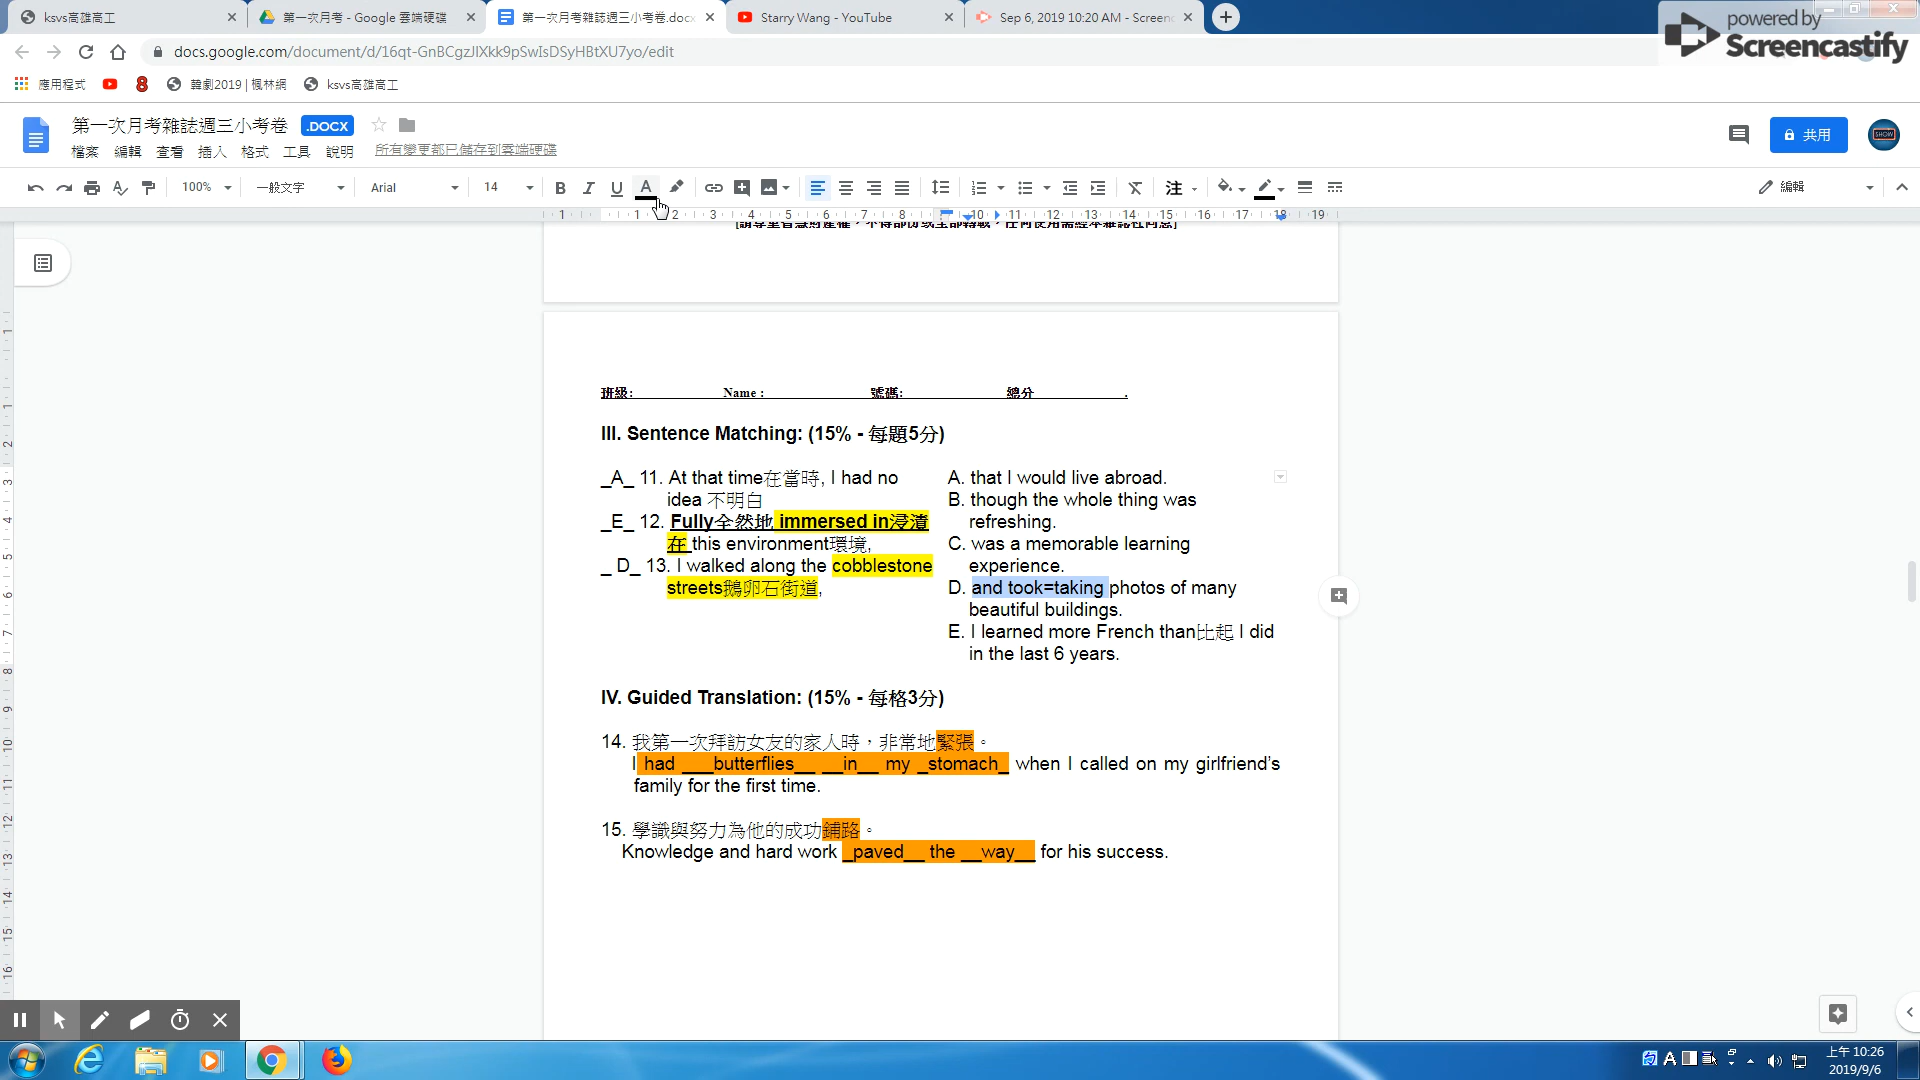 ksvs高雄高工
第一次月考 - Google 雲端硬碟
第一次月考雜誌週三小考卷.docx
Starry Wang - YouTube
Sep 6, 2019 10:20 AM - Screenc
powered by
Screencastify
docs.google.com/document/d/16qt-GnBCgzJlXkk9pSwIsDSyHBtXU7yo/edit
應用程式
韓劇2019 | 楓林網
ksvs高雄高工
第一次月考雜誌週三小考卷 .DOCX
共用
檔案 編輯 查看 插入 格式 工具 說明 所有變更都已儲存到雲端硬碟
100% 一般文字 Arial 14 編輯
班級: Name : 號碼: 總分 .
III. Sentence Matching: (15% - 每題5分)
_A_ 11. At that time在當時, I had no
idea 不明白
_E_ 12. Fully全然地 immersed in浸漬
在 this environment環境,
_ D_ 13. I walked along the cobblestone
streets鵝卵石街道,
A. that I would live abroad.
B. though the whole thing was
refreshing.
C. was a memorable learning
experience.
D. and took=taking photos of many
beautiful buildings.
E. I learned more French than比起 I did
in the last 6 years.
IV. Guided Translation: (15% - 每格3分)
14. 我第一次拜訪女友的家人時，非常地緊張。
I had ___butterflies__ __in__ my _stomach_ when I called on my girlfriend's
family for the first time.
15. 學識與努力為他的成功鋪路。
Knowledge and hard work _paved__ the __way__ for his success.
上午 10:26
2019/9/6